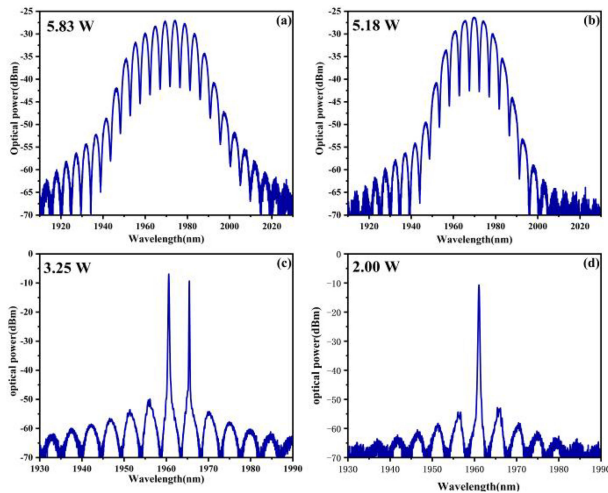 5.83 W
(a)
Optical power(dBm)
-25
-30
-35
-40
-45
-50
-55
-60
-65
-70
1920 1940 1960 1980 2000 2020
Wavelength(nm)
5.18 W
(b)
Optical power(dBm)
-25
-30
-35
-40
-45
-50
-55
-60
-65
-70
1920 1940 1960 1980 2000 2020
Wavelength(nm)
3.25 W
(c)
optical power(dBm)
0
-10
-20
-30
-40
-50
-60
-70
1930 1940 1950 1960 1970 1980 1990
Wavelength(nm)
2.00 W
(d)
optical power(dBm)
0
-10
-20
-30
-40
-50
-60
-70
1930 1940 1950 1960 1970 1980 1990
Wavelength(nm)